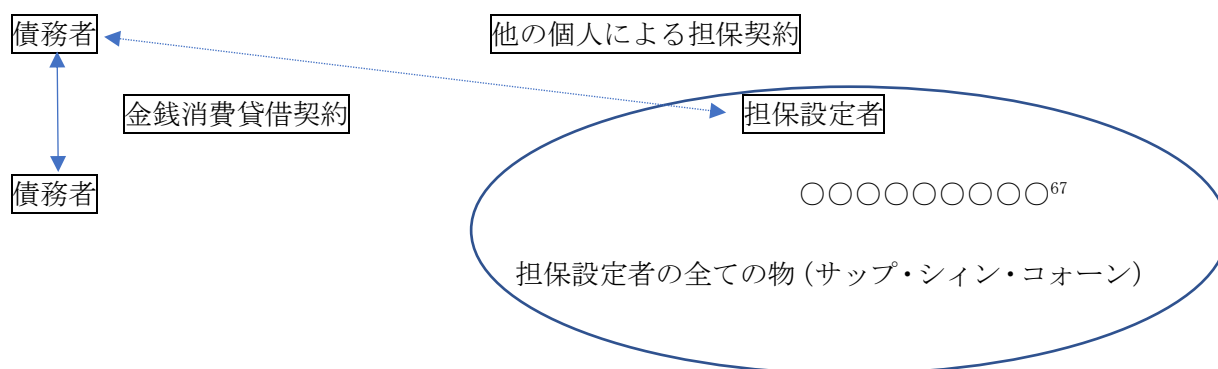 債務者
他の個人による担保契約
金銭消費貸借契約
担保設定者
債務者
○○○○○○○○○67
担保設定者の全ての物(サップ・シィン・コォーン)